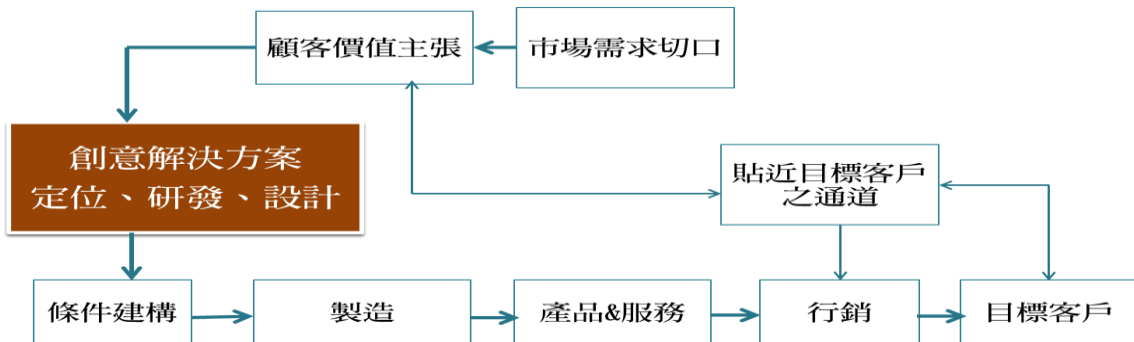 顧客價值主張
市場需求切口
創意解決方案
定位、研發、設計
貼近目標客戶
之通道
條件建構
製造
產品&服務
行銷
目標客戶